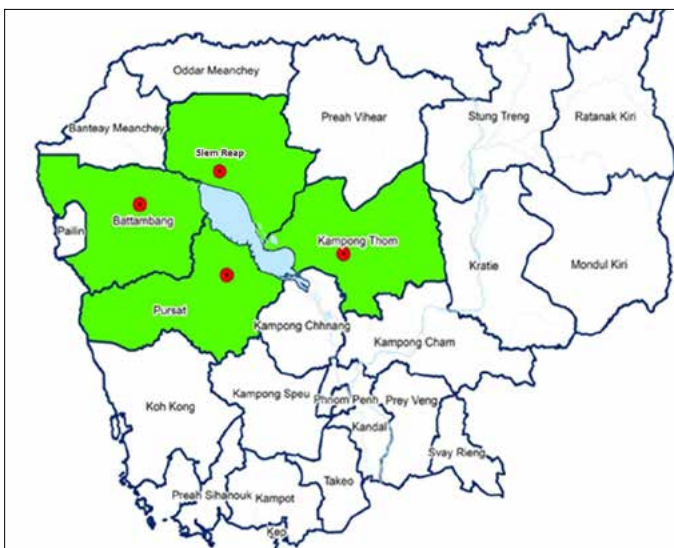 Oddar Meanchey
Preah Vihear
Stung Treng
Ratanak Kiri
Banteay Meanchey
Siem Reap
Battambang
Pailin
Kampong Thom
Kratie
Mondul Kiri
Pursat
Kampong Chhnang
Kampong Cham
Koh Kong
Kampong Speu
Phnom Penh
Prey Veng
Kandal
Svay Rieng
Takeo
Preah Sihanouk
Kampot
Kep